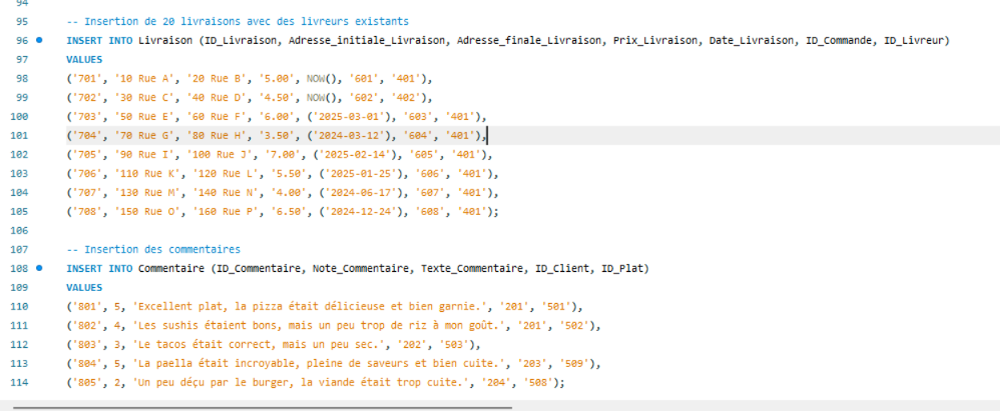 94
95 -- Insertion de 20 livraisons avec des livreurs existants
96 INSERT INTO Livraison (ID_Livraison, Adresse_initiale_Livraison, Adresse_finale_Livraison, Prix_Livraison, Date_Livraison, ID_Commande, ID_Livreur)
97 VALUES
98 ('701', '10 Rue A', '20 Rue B', '5.00', NOW(), '601', '401'),
99 ('702', '30 Rue C', '40 Rue D', '4.50', NOW(), '602', '402'),
100 ('703', '50 Rue E', '60 Rue F', '6.00', ('2025-03-01'), '603', '401'),
101 ('704', '70 Rue G', '80 Rue H', '3.50', ('2024-03-12'), '604', '401'),
102 ('705', '90 Rue I', '100 Rue J', '7.00', ('2025-02-14'), '605', '401'),
103 ('706', '110 Rue K', '120 Rue L', '5.50', ('2025-01-25'), '606', '401'),
104 ('707', '130 Rue M', '140 Rue N', '4.00', ('2024-06-17'), '607', '401'),
105 ('708', '150 Rue O', '160 Rue P', '6.50', ('2024-12-24'), '608', '401');
106
107 -- Insertion des commentaires
108 INSERT INTO Commentaire (ID_Commentaire, Note_Commentaire, Texte_Commentaire, ID_Client, ID_Plat)
109 VALUES
110 ('801', 5, 'Excellent plat, la pizza était délicieuse et bien garnie.', '201', '501'),
111 ('802', 4, 'Les sushis étaient bons, mais un peu trop de riz à mon goût.', '201', '502'),
112 ('803', 3, 'Le tacos était correct, mais un peu sec.', '202', '503'),
113 ('804', 5, 'La paella était incroyable, pleine de saveurs et bien cuite.', '203', '509'),
114 ('805', 2, 'Un peu déçu par le burger, la viande était trop cuite.', '204', '508');